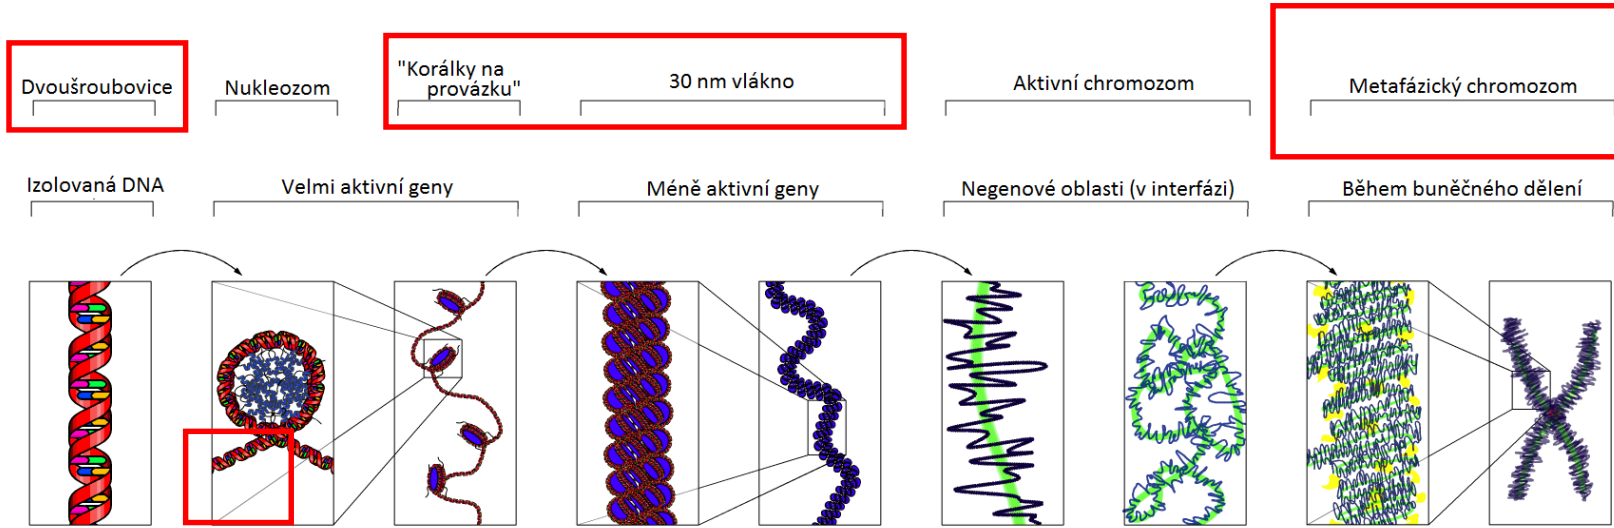 Dvoušroubovice
Nukleozom
"Korálky na
provázku"
30 nm vlákno
Aktivní chromozom
Metafázický chromozom
Izolovaná DNA
Velmi aktivní geny
Méně aktivní geny
Negenové oblasti (v interfázi)
Během buněčného dělení